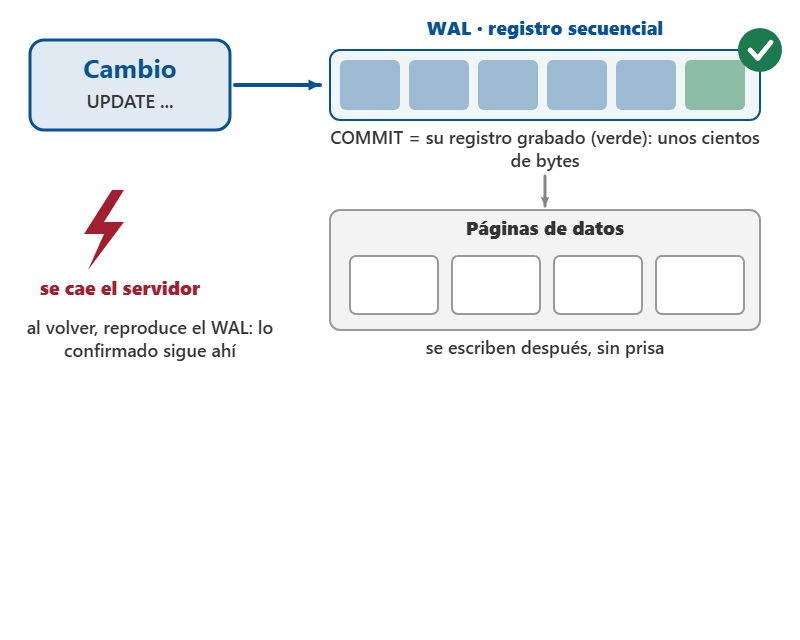 WAL · registro secuencial
Cambio
UPDATE ...
COMMIT = su registro grabado (verde): unos cientos
de bytes
Páginas de datos
se cae el servidor
al volver, reproduce el WAL: lo
confirmado sigue ahí
se escriben después, sin prisa